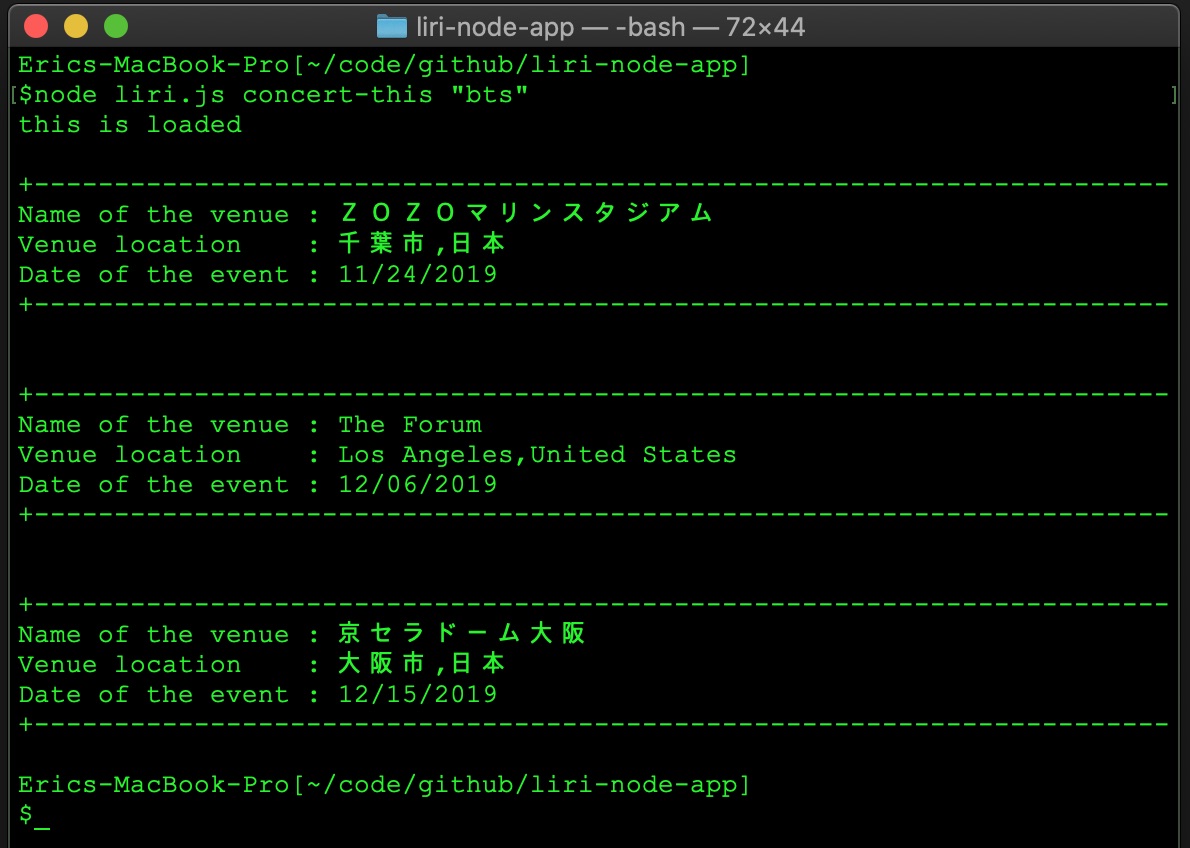 liri-node-app — -bash — 72×44
Erics-MacBook-Pro[~/code/github/liri-node-app]
[$node liri.js concert-this "bts" ]
this is loaded
+-----------------------------------------------------------------------
Name of the venue : ＺＯＺＯマリンスタジアム
Venue location    : 千葉市,日本
Date of the event : 11/24/2019
+-----------------------------------------------------------------------
+-----------------------------------------------------------------------
Name of the venue : The Forum
Venue location    : Los Angeles,United States
Date of the event : 12/06/2019
+-----------------------------------------------------------------------
+-----------------------------------------------------------------------
Name of the venue : 京セラドーム大阪
Venue location    : 大阪市,日本
Date of the event : 12/15/2019
+-----------------------------------------------------------------------
Erics-MacBook-Pro[~/code/github/liri-node-app]
$_